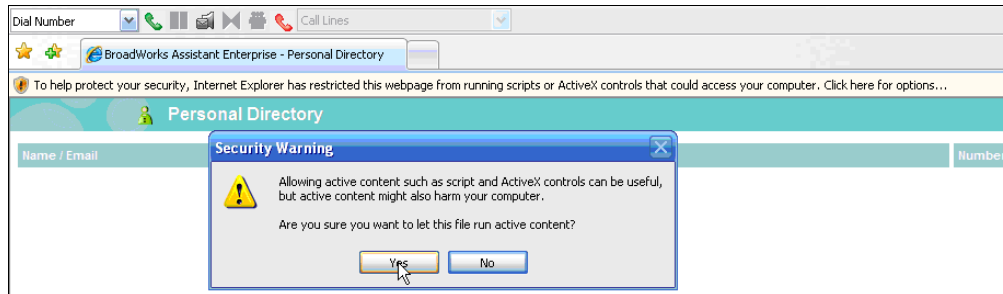 Dial Number
Call Lines
BroadWorks Assistant Enterprise - Personal Directory
To help protect your security, Internet Explorer has restricted this webpage from running scripts or ActiveX controls that could access your computer. Click here for options...
Personal Directory
Name / Email
Number
Security Warning
Allowing active content such as script and ActiveX controls can be useful,
but active content might also harm your computer.
Are you sure you want to let this file run active content?
Yes
No